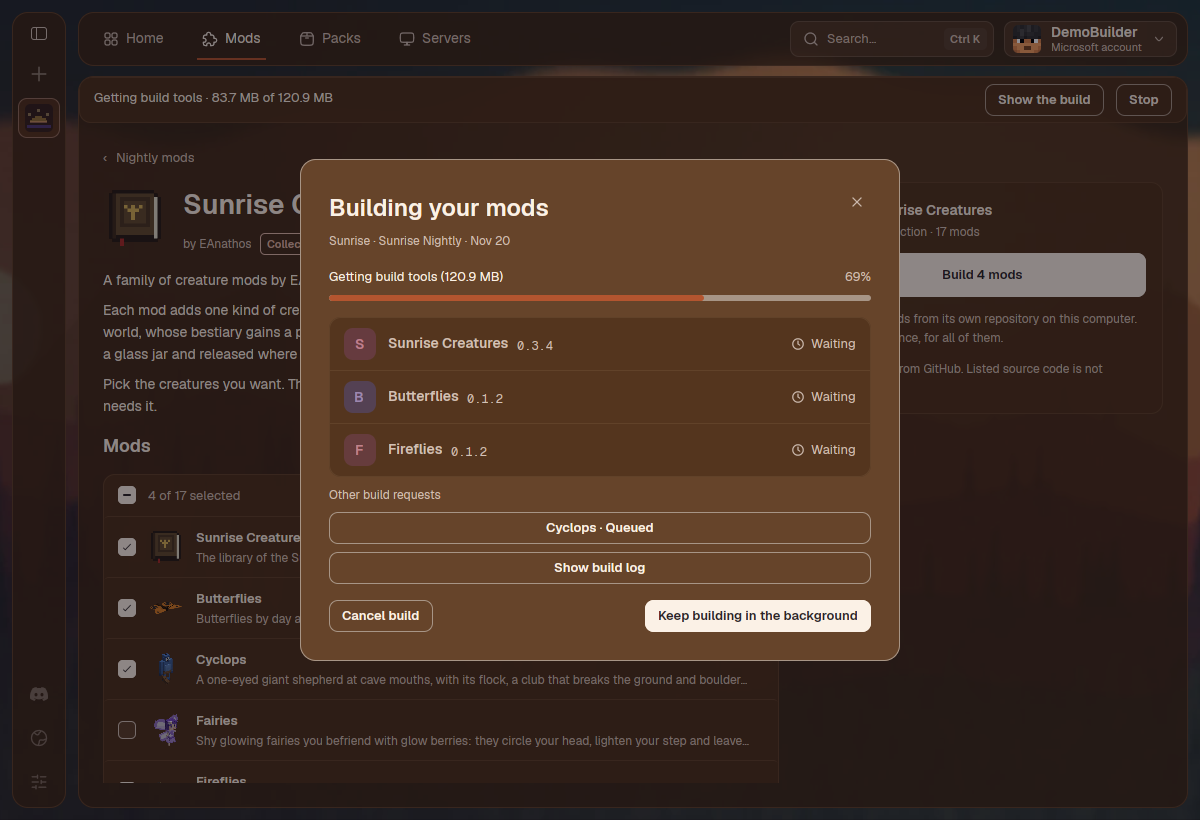 Home
Mods
Packs
Servers
Search...
Ctrl K
DemoBuilder
Microsoft account
Getting build tools · 83.7 MB of 120.9 MB
Show the build
Stop
‹ Nightly mods
Sunrise C
by EAnathos
Collec
A family of creature mods by EA
Each mod adds one kind of cre
world, whose bestiary gains a p
a glass jar and released where
Pick the creatures you want. Th
needs it.
Mods
4 of 17 selected
Sunrise Creature
The library of the S
Butterflies
Butterflies by day a
Cyclops
A one-eyed giant shepherd at cave mouths, with its flock, a club that breaks the ground and boulder...
Fairies
Shy glowing fairies you befriend with glow berries: they circle your head, lighten your step and leave...
Fireflies
Building your mods
Sunrise · Sunrise Nightly · Nov 20
Getting build tools (120.9 MB)
69%
S
Sunrise Creatures 0.3.4
Waiting
B
Butterflies 0.1.2
Waiting
F
Fireflies 0.1.2
Waiting
Other build requests
Cyclops · Queued
Show build log
Cancel build
Keep building in the background
rise Creatures
ction · 17 mods
Build 4 mods
ds from its own repository on this computer.
nce, for all of them.
rom GitHub. Listed source code is not